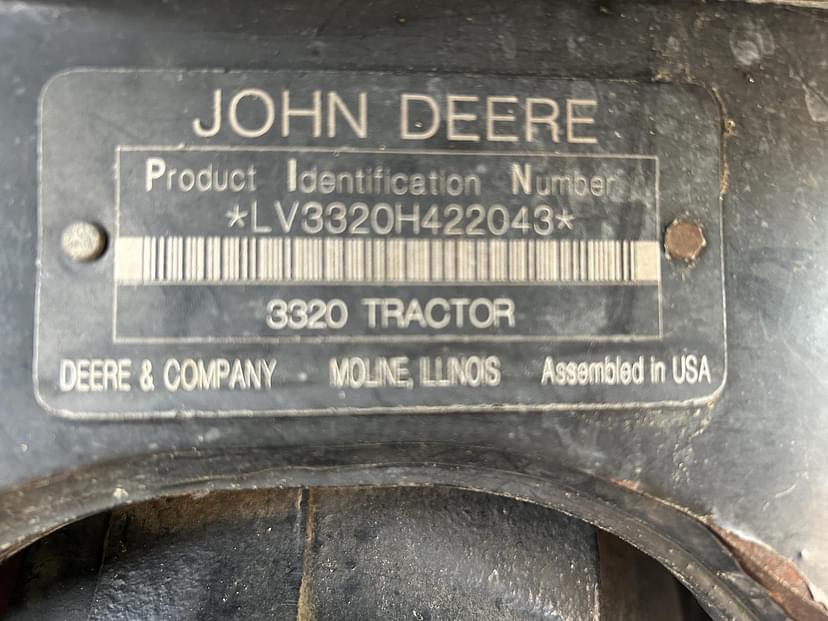 JOHN DEERE
Product Identification Number
*LV3320H422043*
3320 TRACTOR
DEERE & COMPANY MOLINE, ILLINOIS Assembled in USA